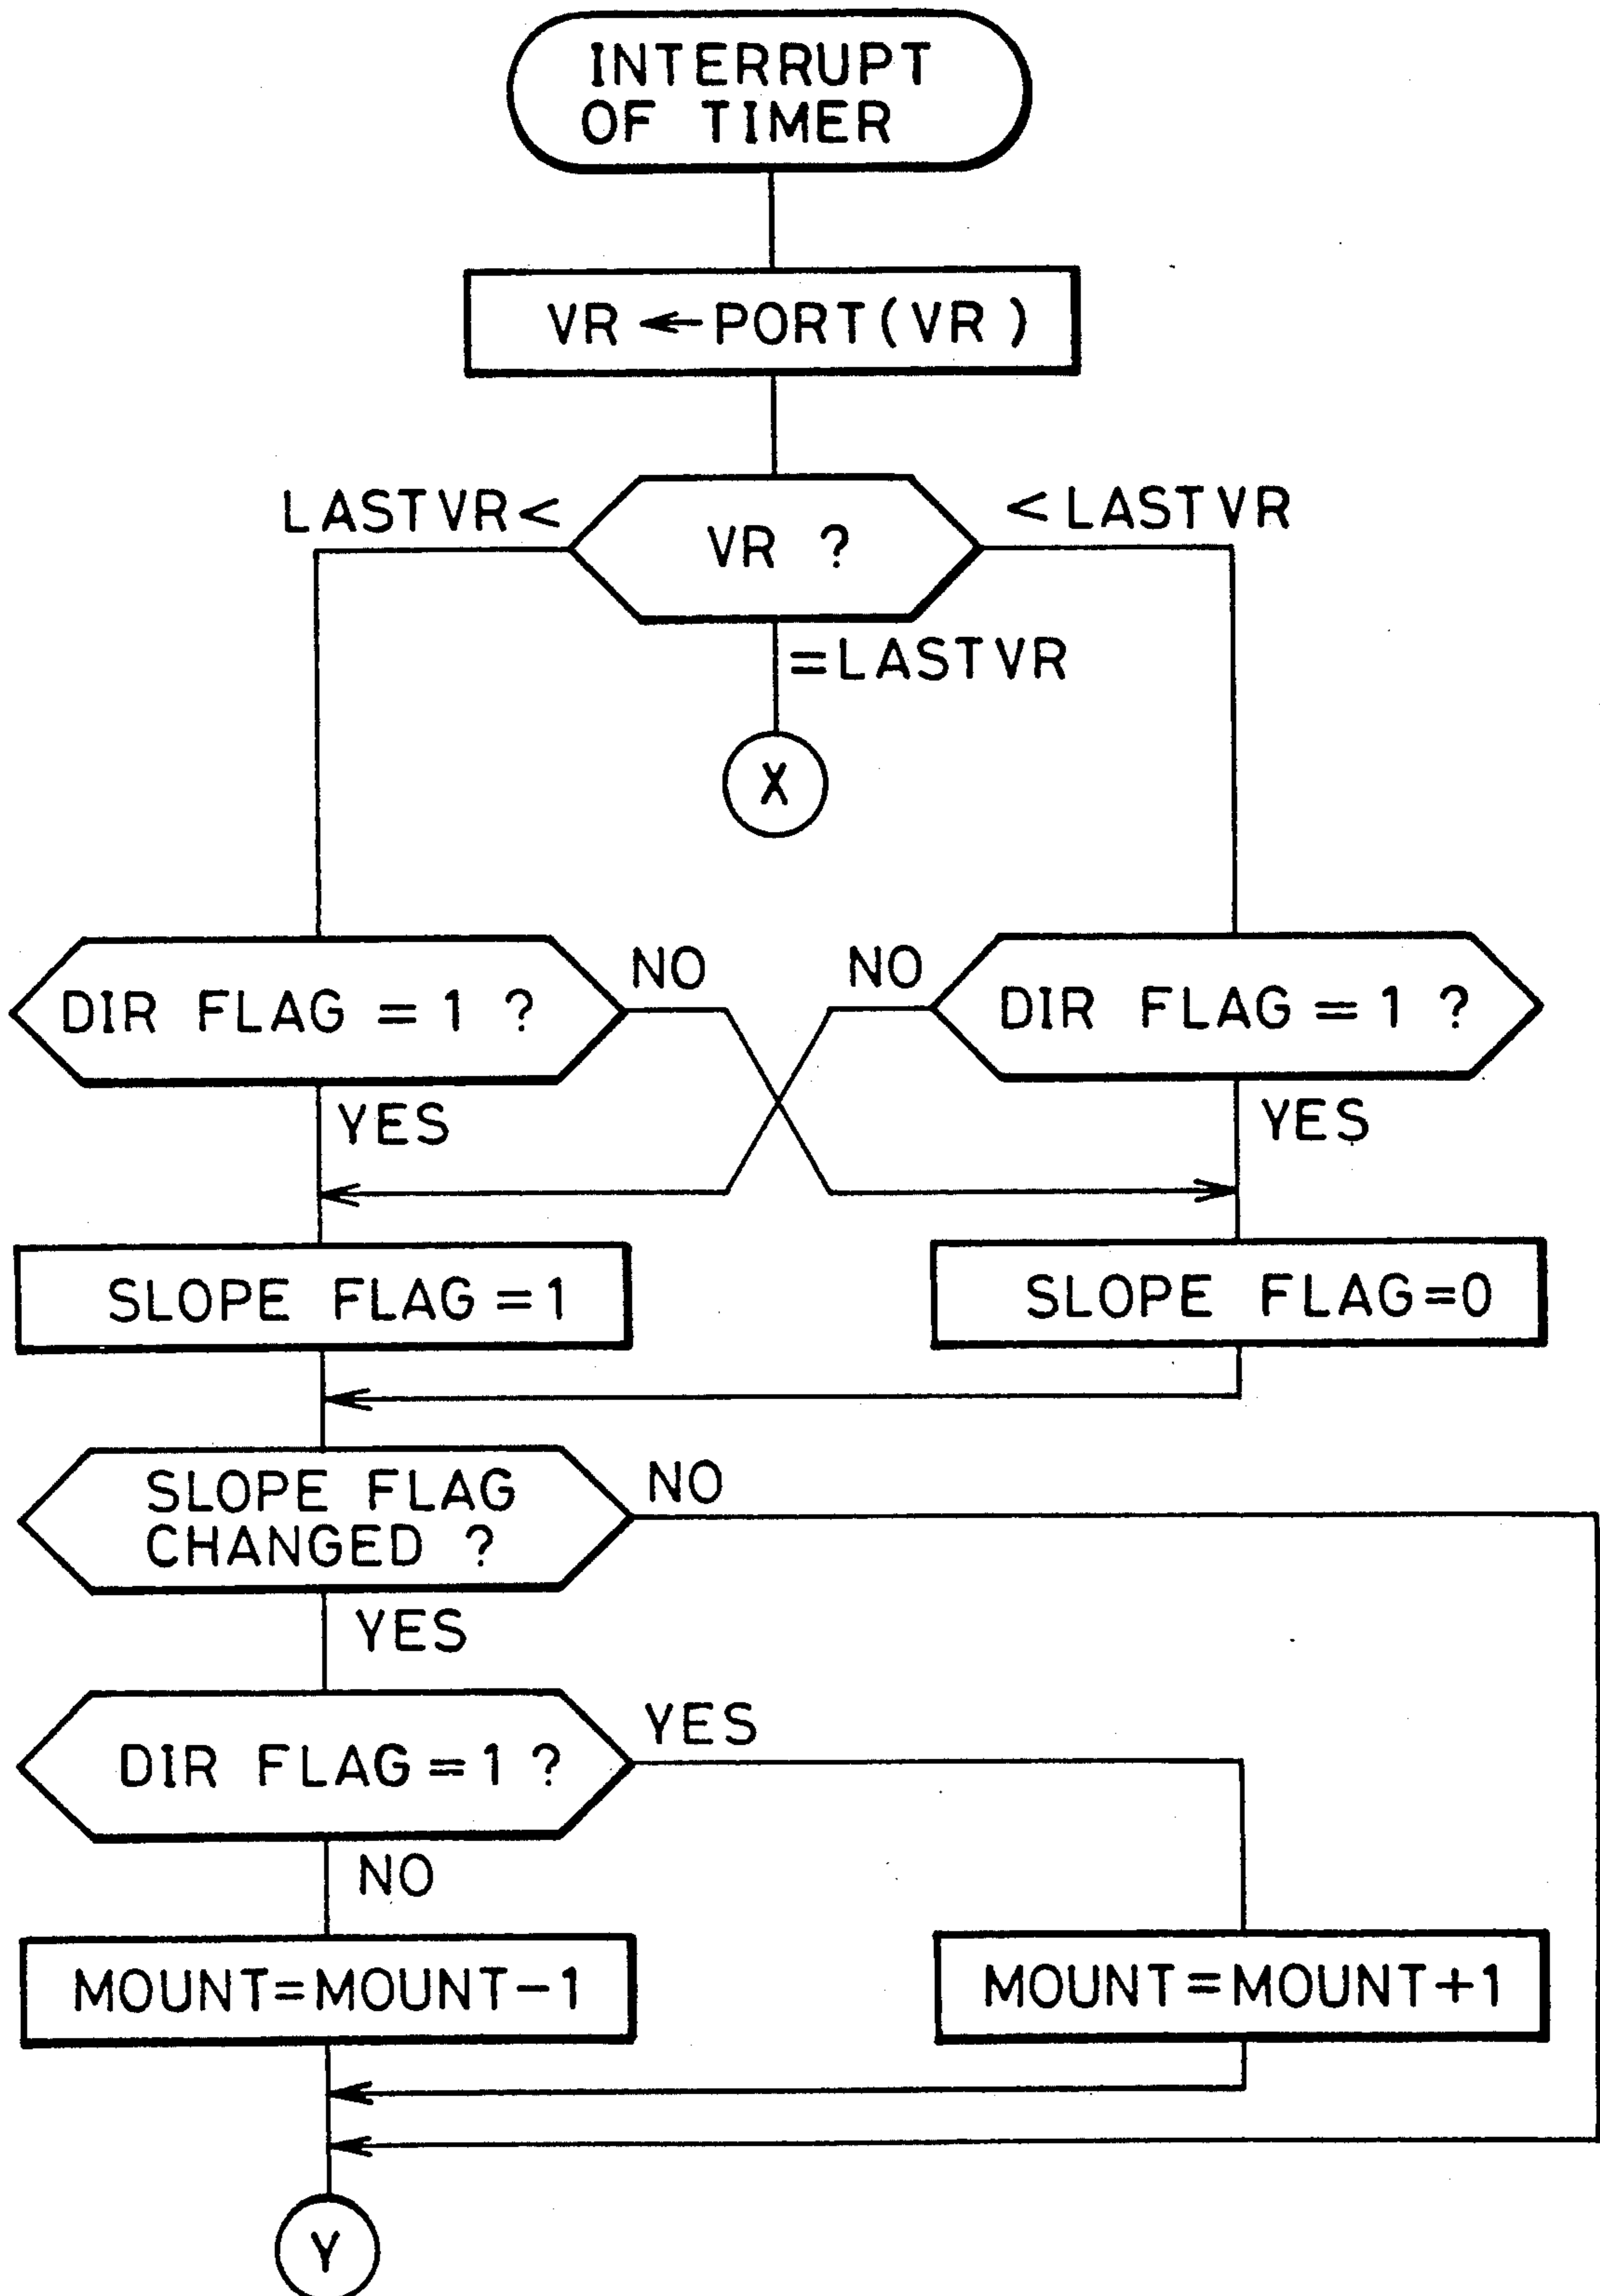 INTERRUPT
OF TIMER
VR ←PORT(VR)
LASTVR<
VR ?
<LASTVR
=LASTVR
X
DIR FLAG = 1 ?
NO
NO
DIR FLAG = 1 ?
YES
YES
SLOPE FLAG = 1
SLOPE FLAG=0
SLOPE FLAG
CHANGED ?
NO
YES
DIR FLAG = 1 ?
YES
NO
MOUNT=MOUNT-1
MOUNT=MOUNT+1
Y